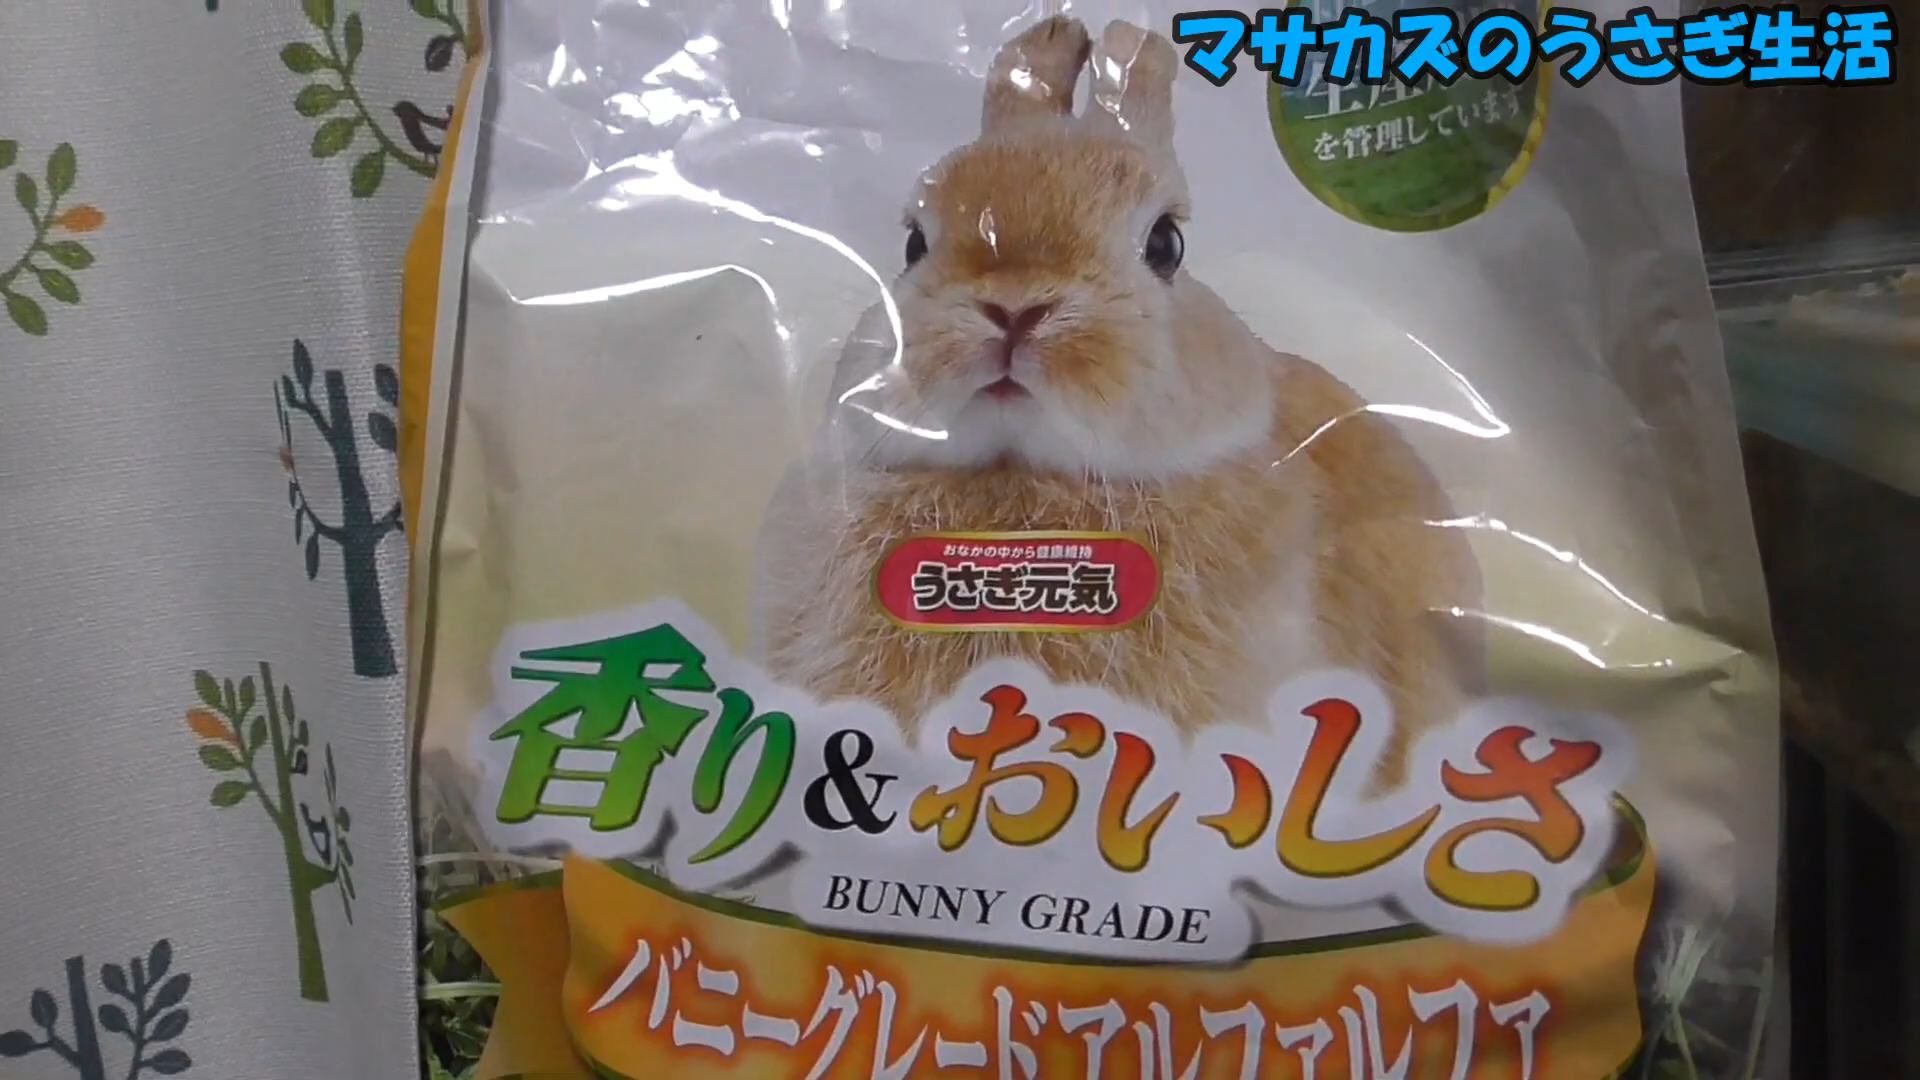 マサカズのうさぎ生活
を管理しています
おなかの中から健康維持
うさぎ元気
香り&おいしさ
BUNNY GRADE
バニーグレードアルファルファ